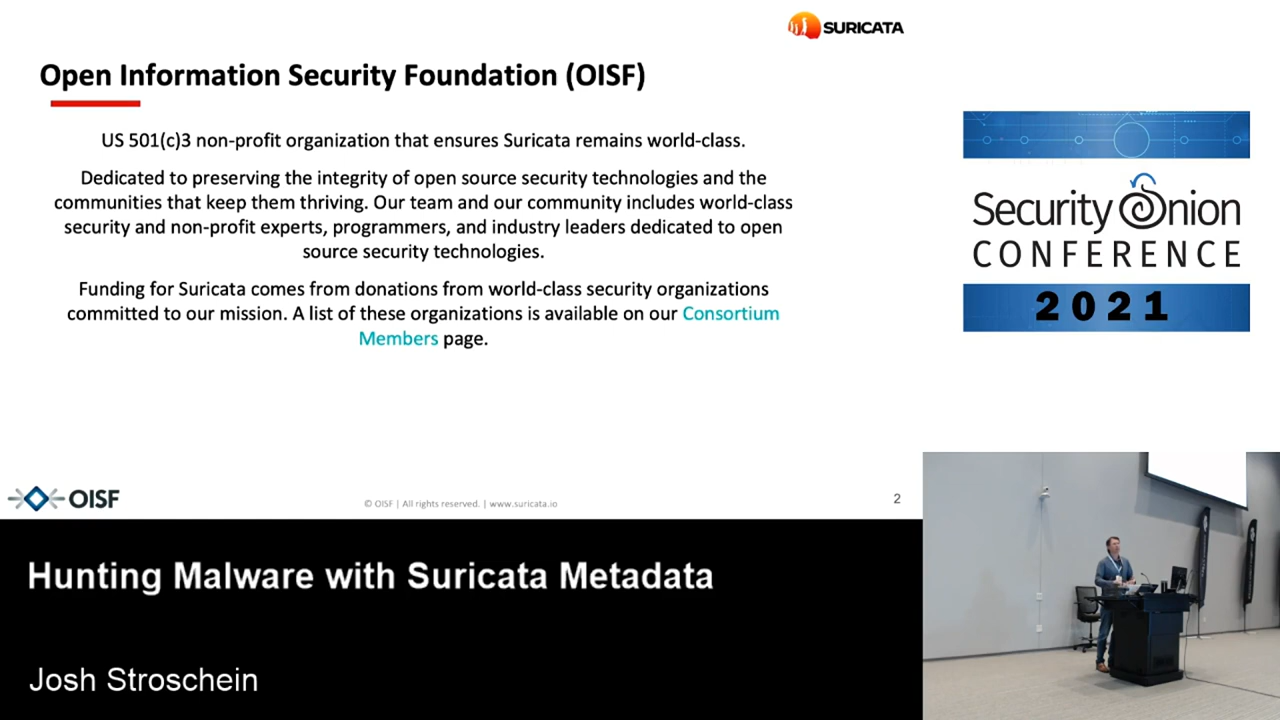 SURICATA
Open Information Security Foundation (OISF)
US 501(c)3 non-profit organization that ensures Suricata remains world-class.
Dedicated to preserving the integrity of open source security technologies and the
communities that keep them thriving. Our team and our community includes world-class
security and non-profit experts, programmers, and industry leaders dedicated to open
source security technologies.
Funding for Suricata comes from donations from world-class security organizations
committed to our mission. A list of these organizations is available on our Consortium
Members page.
OISF
© OISF | All rights reserved. | www.suricata.io
2
Security Onion
CONFERENCE
2021
Hunting Malware with Suricata Metadata
Josh Stroschein